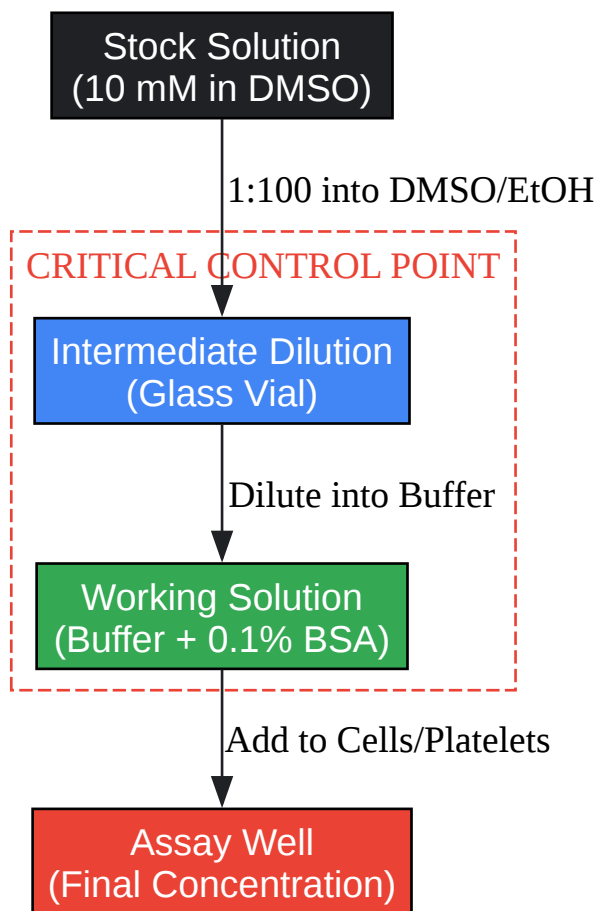 Stock Solution
(10 mM in DMSO)
1:100 into DMSO/EtOH
CRITICAL CONTROL POINT
Intermediate Dilution
(Glass Vial)
Dilute into Buffer
Working Solution
(Buffer + 0.1% BSA)
Add to Cells/Platelets
Assay Well
(Final Concentration)